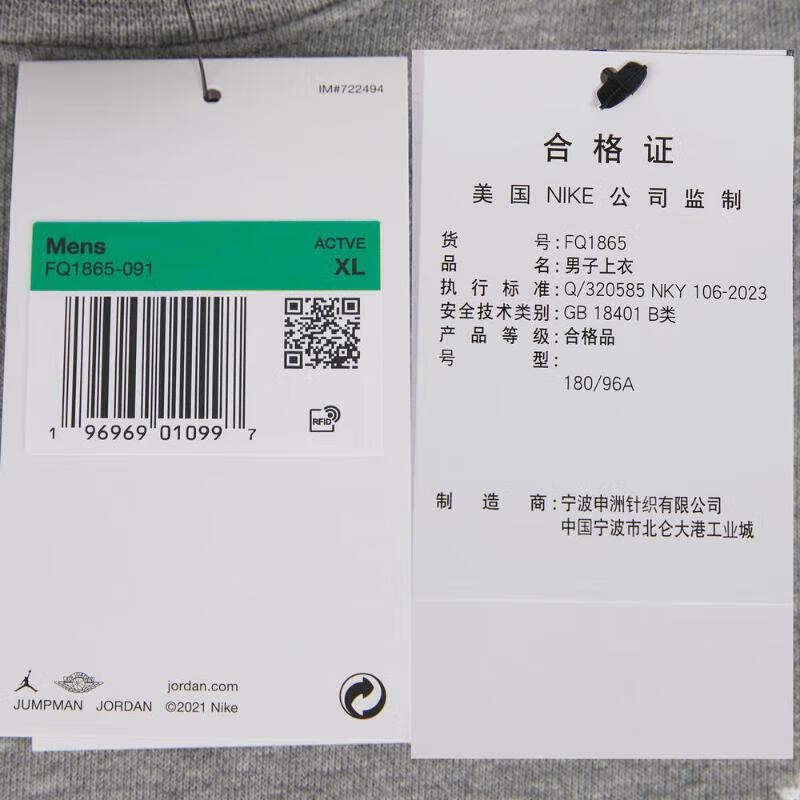 IM#722494
Mens
ACTVE
FQ1865-091
XL
RFID
1 96969 01099 7
JUMPMAN JORDAN
jordan.com
©2021 Nike
合格证
美国 NIKE 公司监制
货号:FQ1865
品名:男子上衣
执行标准:Q/320585 NKY 106-2023
安全技术类别:GB 18401 B类
产品等级:合格品
号型:
180/96A
制造商:宁波申洲针织有限公司
中国宁波市北仑大港工业城